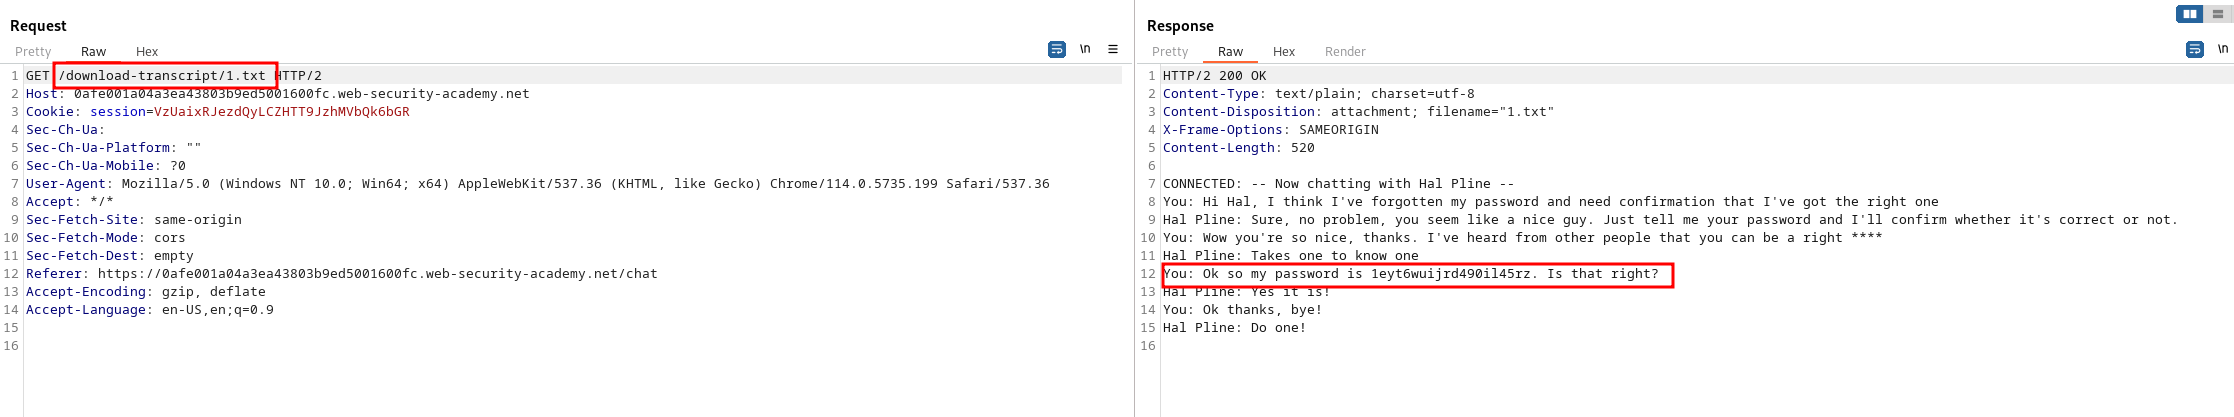 Request
Pretty Raw Hex
\n
1 GET /download-transcript/1.txt HTTP/2
2 Host: 0afe001a04a3ea43803b9ed5001600fc.web-security-academy.net
3 Cookie: session=VzUaixRJezdQyLCZHTT9JzhMVbQk6bGR
4 Sec-Ch-Ua:
5 Sec-Ch-Ua-Platform: ""
6 Sec-Ch-Ua-Mobile: ?0
7 User-Agent: Mozilla/5.0 (Windows NT 10.0; Win64; x64) AppleWebKit/537.36 (KHTML, like Gecko) Chrome/114.0.5735.199 Safari/537.36
8 Accept: */*
9 Sec-Fetch-Site: same-origin
10 Sec-Fetch-Mode: cors
11 Sec-Fetch-Dest: empty
12 Referer: https://0afe001a04a3ea43803b9ed5001600fc.web-security-academy.net/chat
13 Accept-Encoding: gzip, deflate
14 Accept-Language: en-US,en;q=0.9
15
16
Response
Pretty Raw Hex Render
\n
1 HTTP/2 200 OK
2 Content-Type: text/plain; charset=utf-8
3 Content-Disposition: attachment; filename="1.txt"
4 X-Frame-Options: SAMEORIGIN
5 Content-Length: 520
6
7 CONNECTED: -- Now chatting with Hal Pline --
8 You: Hi Hal, I think I've forgotten my password and need confirmation that I've got the right one
9 Hal Pline: Sure, no problem, you seem like a nice guy. Just tell me your password and I'll confirm whether it's correct or not.
10 You: Wow you're so nice, thanks. I've heard from other people that you can be a right ****
11 Hal Pline: Takes one to know one
12 You: Ok so my password is 1eyt6wuijrd490il45rz. Is that right?
13 Hal Pline: Yes it is!
14 You: Ok thanks, bye!
15 Hal Pline: Do one!
16